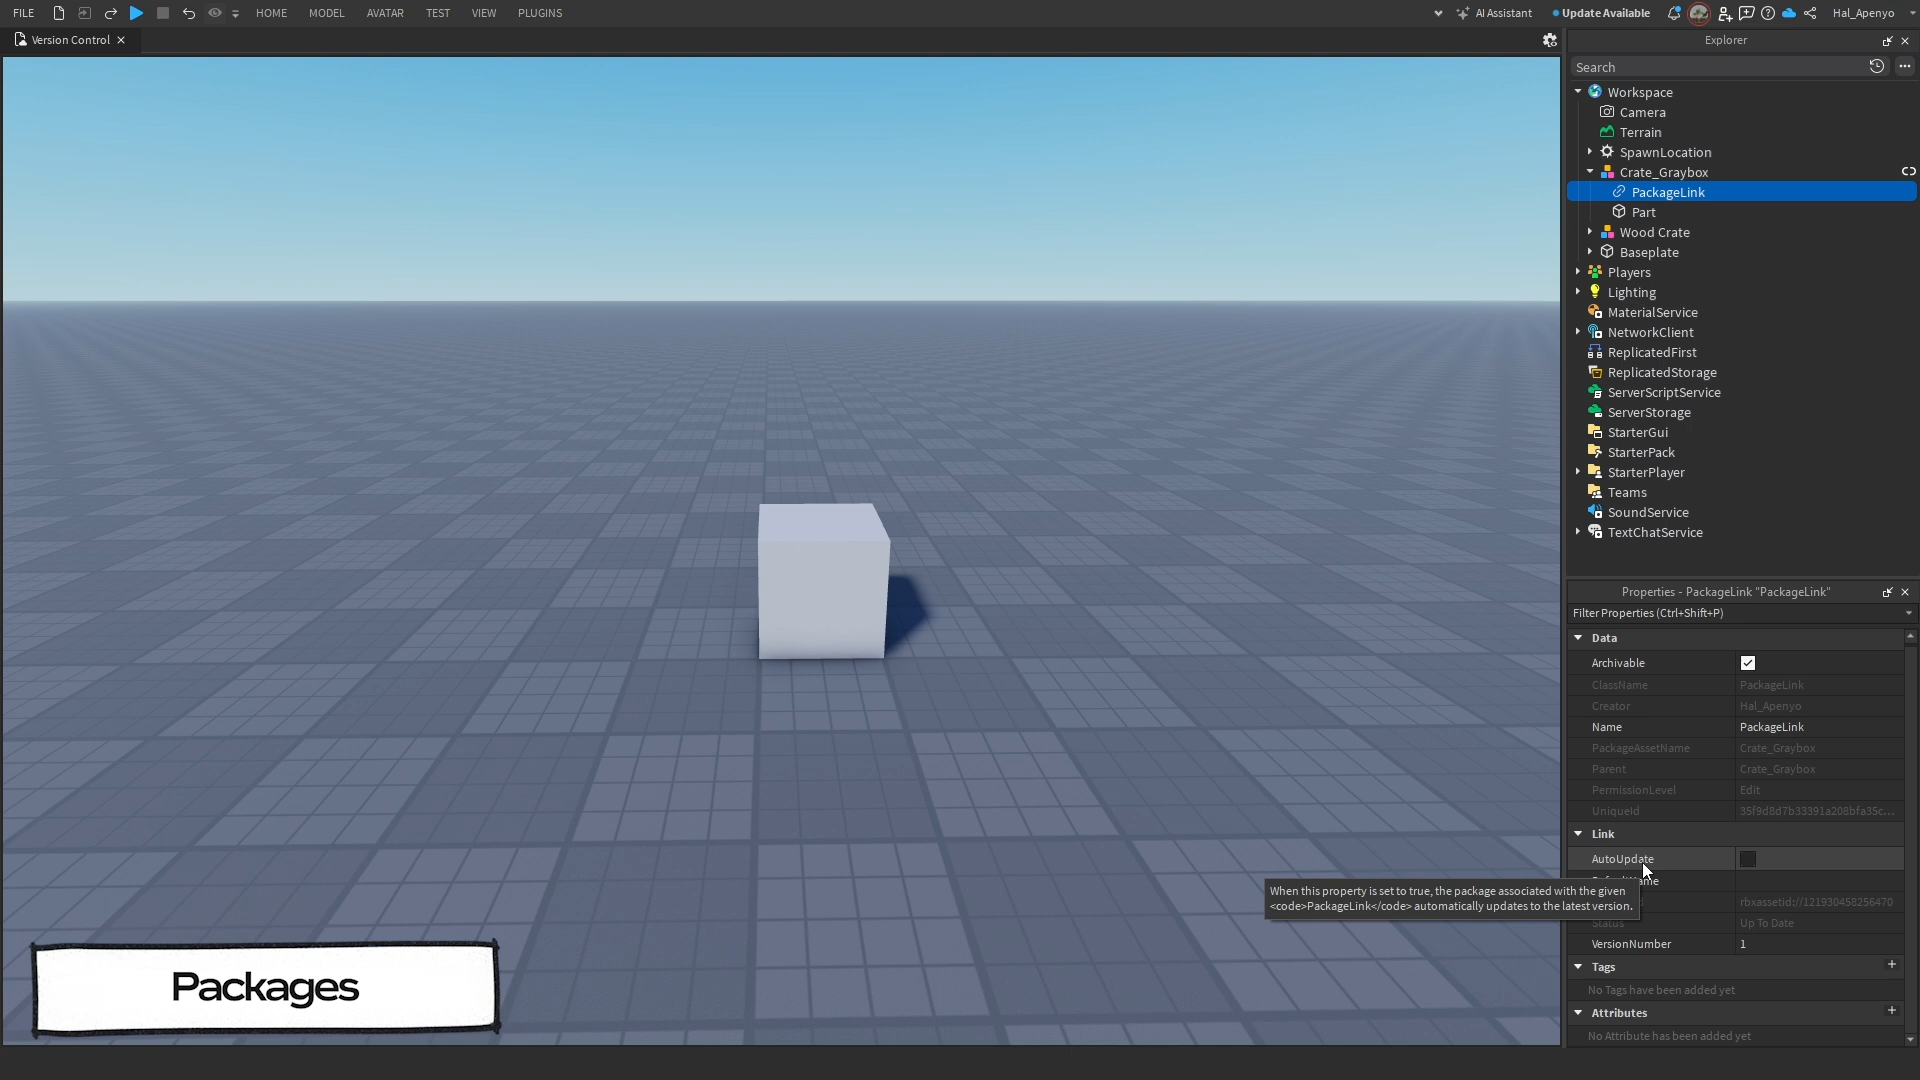 FILE
HOME
MODEL
AVATAR
TEST
VIEW
PLUGINS
AI Assistant
Update Available
Hal_Apenyo
Version Control
Explorer
Search
Workspace
Camera
Terrain
SpawnLocation
Crate_Graybox
PackageLink
Part
Wood Crate
Baseplate
Players
Lighting
MaterialService
NetworkClient
ReplicatedFirst
ReplicatedStorage
ServerScriptService
ServerStorage
StarterGui
StarterPack
StarterPlayer
Teams
SoundService
TextChatService
Properties - PackageLink "PackageLink"
Filter Properties (Ctrl+Shift+P)
Data
Archivable
ClassName PackageLink
Creator Hal_Apenyo
Name PackageLink
PackageAssetName Crate_Graybox
Parent Crate_Graybox
PermissionLevel Edit
UniqueId 35f9d8d7b33391a208bfa35c...
Link
AutoUpdate
When this property is set to true, the package associated with the given
<code>PackageLink</code> automatically updates to the latest version.
rbxassetid://121930458256470
Status Up To Date
VersionNumber 1
Tags
No Tags have been added yet
Attributes
No Attribute has been added yet
Packages